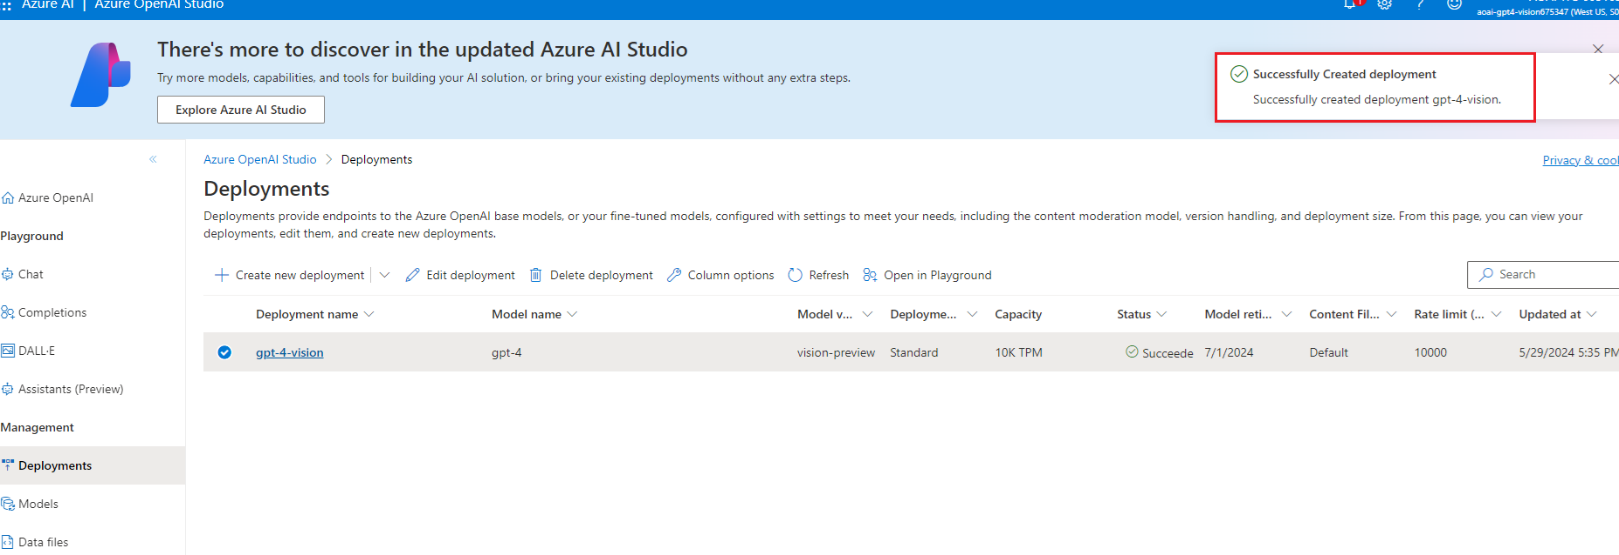 Azure AI | Azure OpenAI Studio
1
aoai-gpt4-vision675347 (West US, S0
There's more to discover in the updated Azure AI Studio
Try more models, capabilities, and tools for building your AI solution, or bring your existing deployments without any extra steps.
Explore Azure AI Studio
Successfully Created deployment
Successfully created deployment gpt-4-vision.
Azure OpenAI Studio > Deployments
Privacy & cook
Deployments
Deployments provide endpoints to the Azure OpenAI base models, or your fine-tuned models, configured with settings to meet your needs, including the content moderation model, version handling, and deployment size. From this page, you can view your
deployments, edit them, and create new deployments.
Azure OpenAI
Playground
Chat
Completions
DALL·E
Assistants (Preview)
Management
Deployments
Models
Data files
Create new deployment
Edit deployment
Delete deployment
Column options
Refresh
Open in Playground
Search
Deployment name Model name Model v... Deployme... Capacity Status Model reti... Content Fil... Rate limit (... Updated at
gpt-4-vision gpt-4 vision-preview Standard 10K TPM Succeede 7/1/2024 Default 10000 5/29/2024 5:35 PM